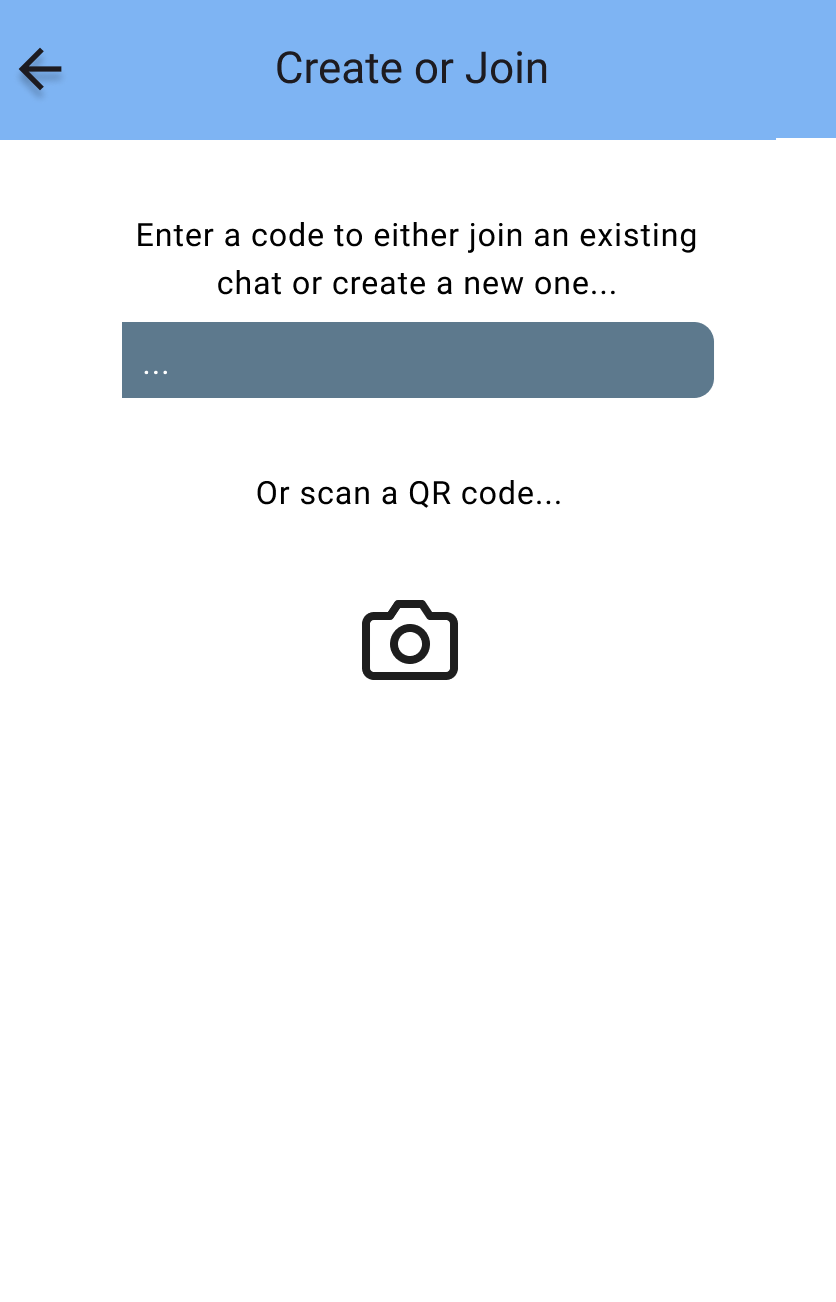 Create or Join
Enter a code to either join an existing
chat or create a new one...
...
Or scan a QR code...